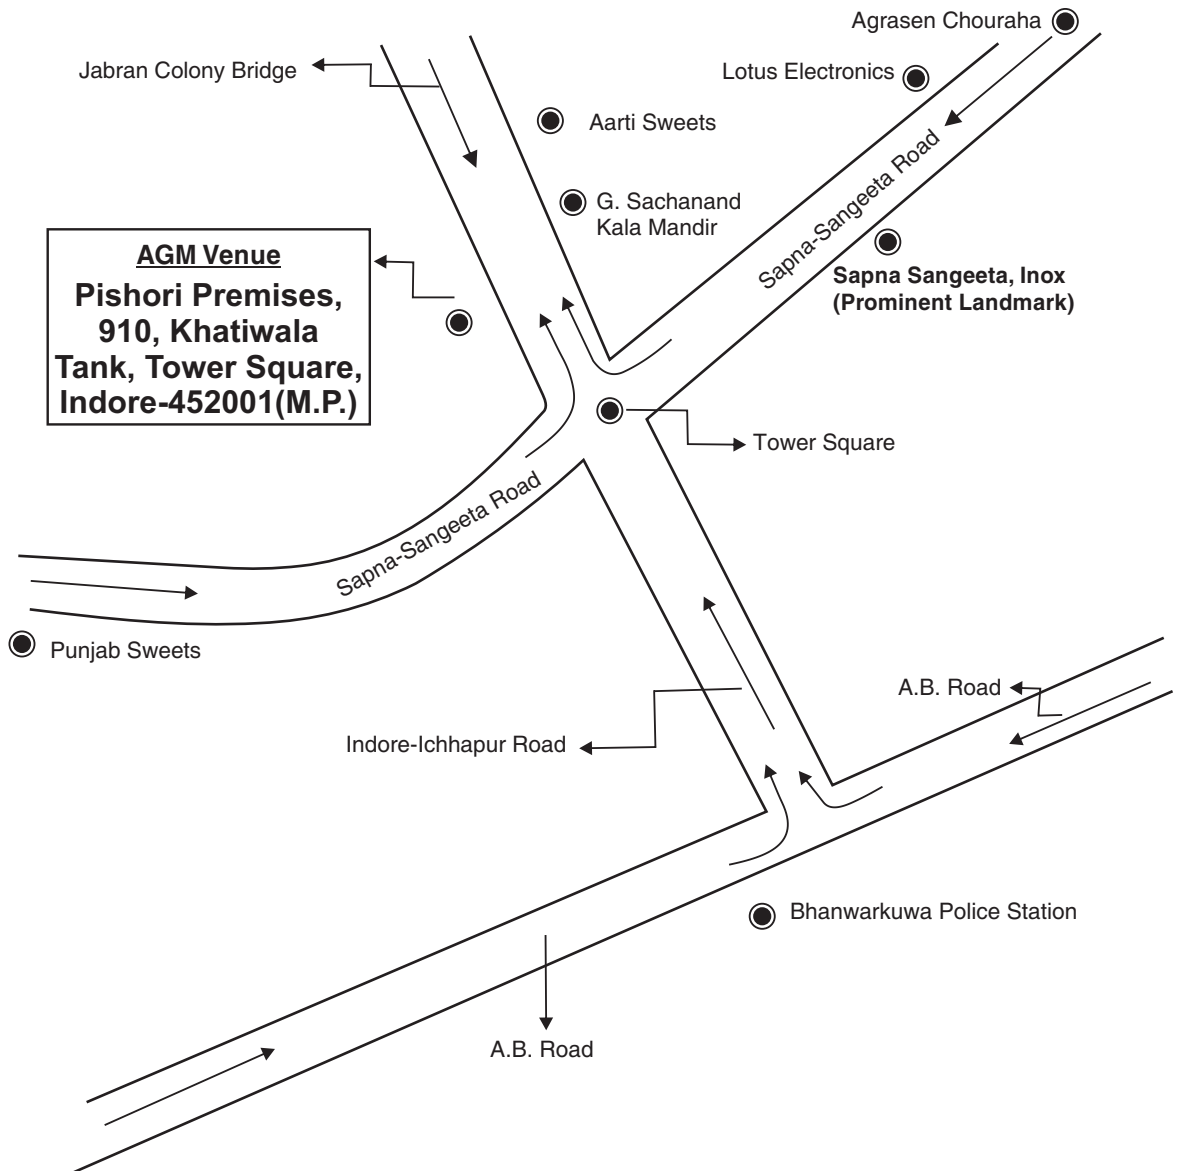 Agrasen Chouraha
Jabran Colony Bridge
Lotus Electronics
Aarti Sweets
Sapna-Sangeeta Road
G. Sachanand
Kala Mandir
AGM Venue
Pishori Premises,
910, Khatiwala
Tank, Tower Square,
Indore-452001(M.P.)
Sapna Sangeeta, Inox
(Prominent Landmark)
Tower Square
Sapna-Sangeeta Road
Punjab Sweets
A.B. Road
Indore-Ichhapur Road
Bhanwarkuwa Police Station
A.B. Road